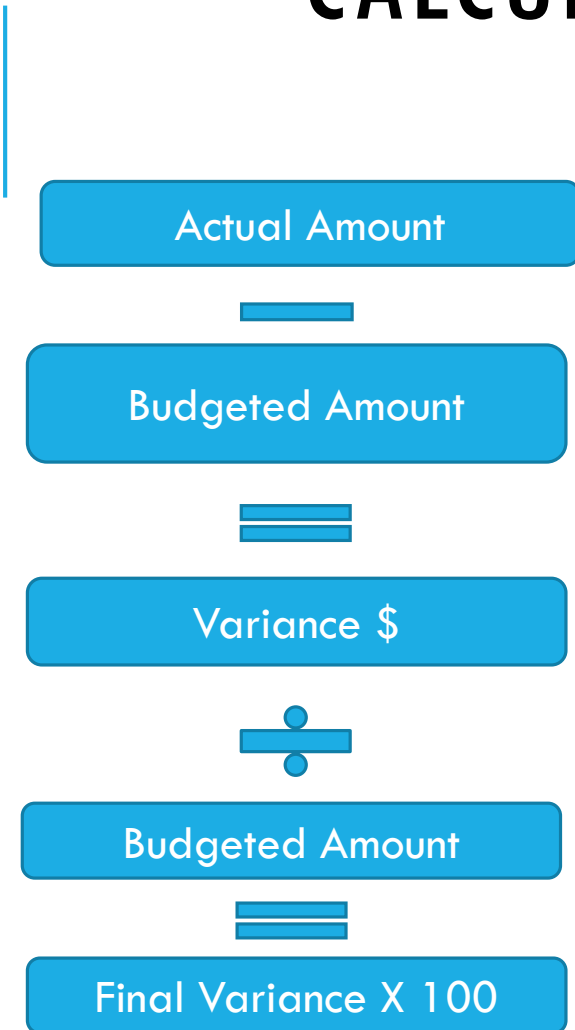 Actual Amount
Budgeted Amount
Variance $
Budgeted Amount
Final Variance X 100